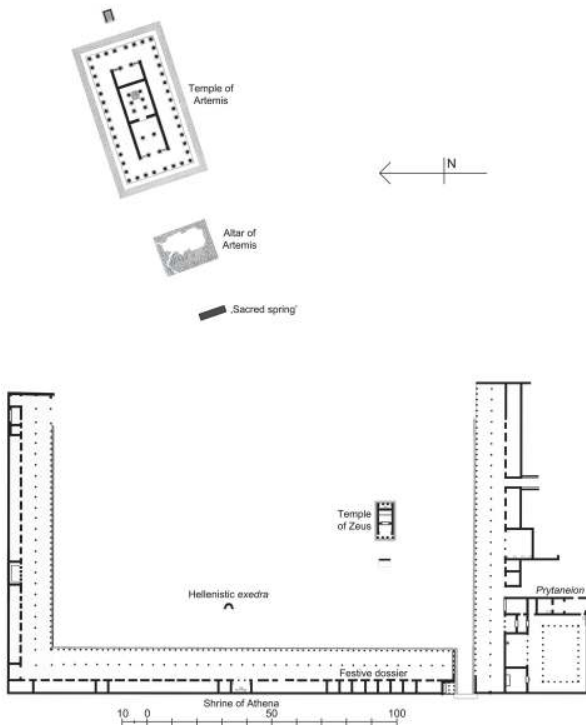 Temple of
Artemis
N
Altar of
Artemis
‚Sacred spring'
Temple
of Zeus
Prytaneion
Hellenistic exedra
Festive dossier
Shrine of Athena
10 0 50 100